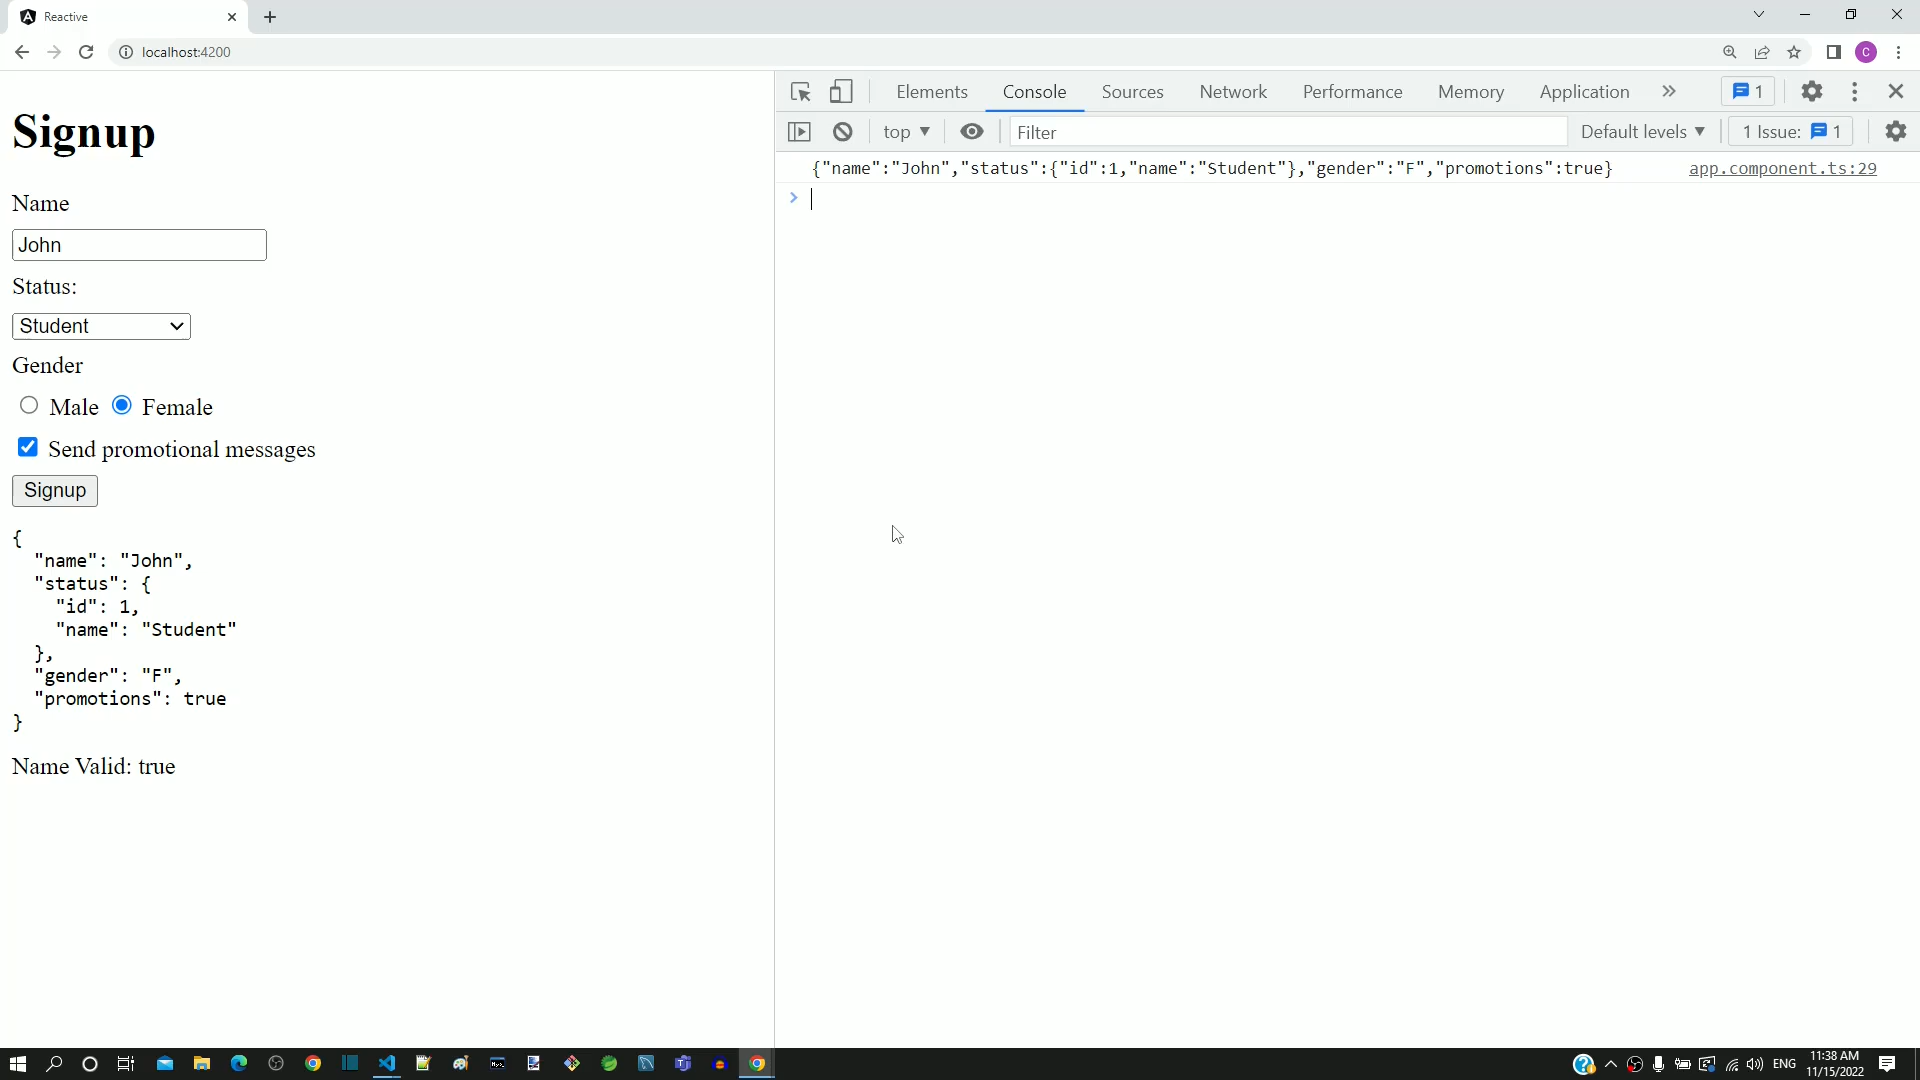 Reactive
localhost:4200
Signup
Name
John
Status:
Student
Gender
Male Female
Send promotional messages
Signup
{
  "name": "John",
  "status": {
    "id": 1,
    "name": "Student"
  },
  "gender": "F",
  "promotions": true
}
Name Valid: true
Elements Console Sources Network Performance Memory Application 1
top Filter Default levels 1 Issue: 1
{"name":"John","status":{"id":1,"name":"Student"},"gender":"F","promotions":true} app.component.ts:29
C
ENG
11:38 AM
11/15/2022